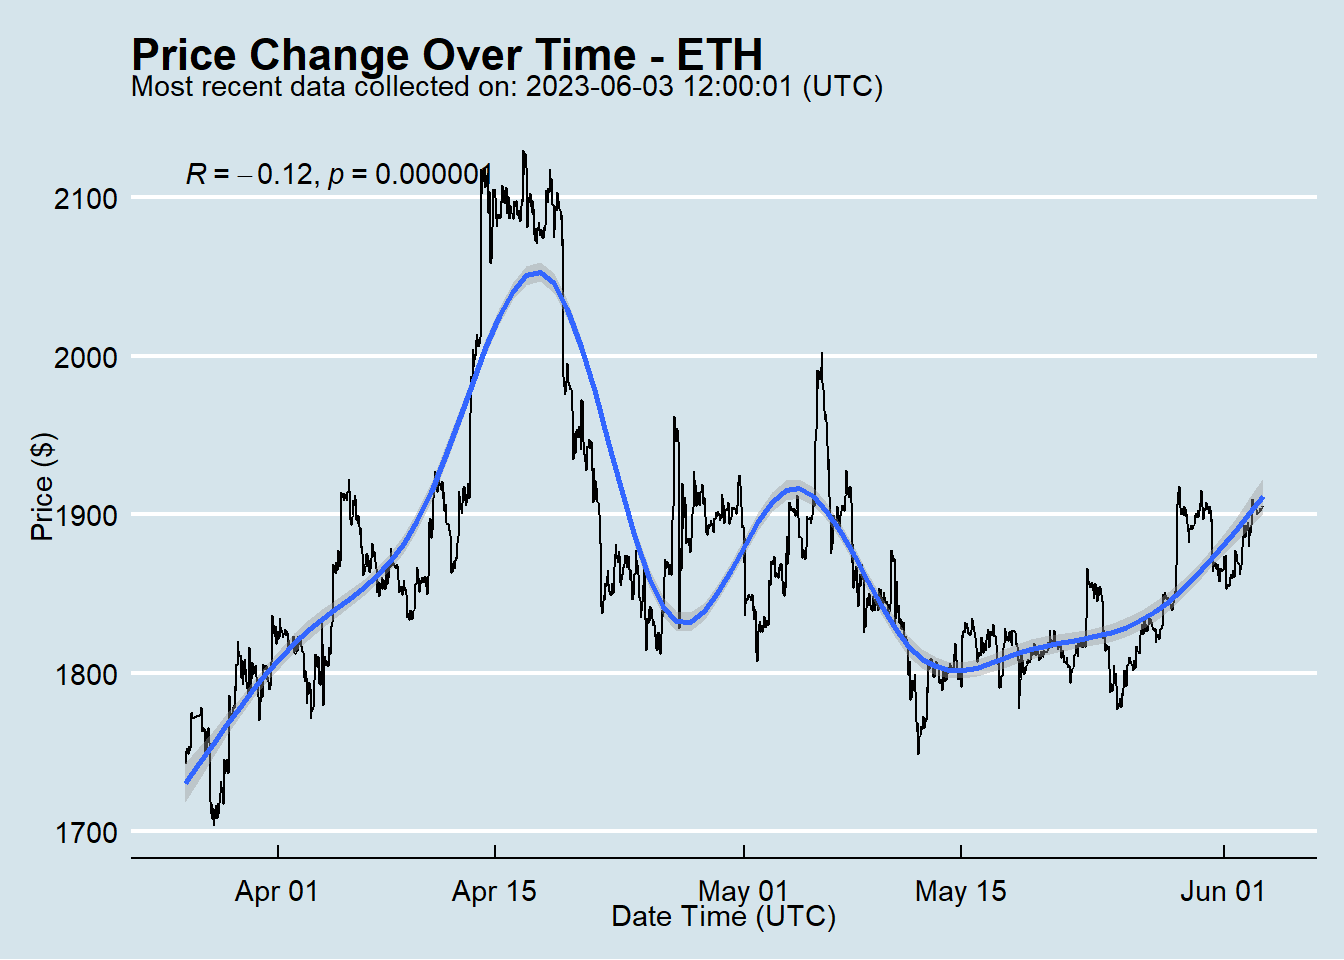 Price Change Over Time - ETH
Most recent data collected on: 2023-06-03 12:00:01 (UTC)
R = −0.12, p = 0.00000
2100
2000
1900
1800
1700
Price ($)
Apr 01
Apr 15
May 01
May 15
Jun 01
Date Time (UTC)